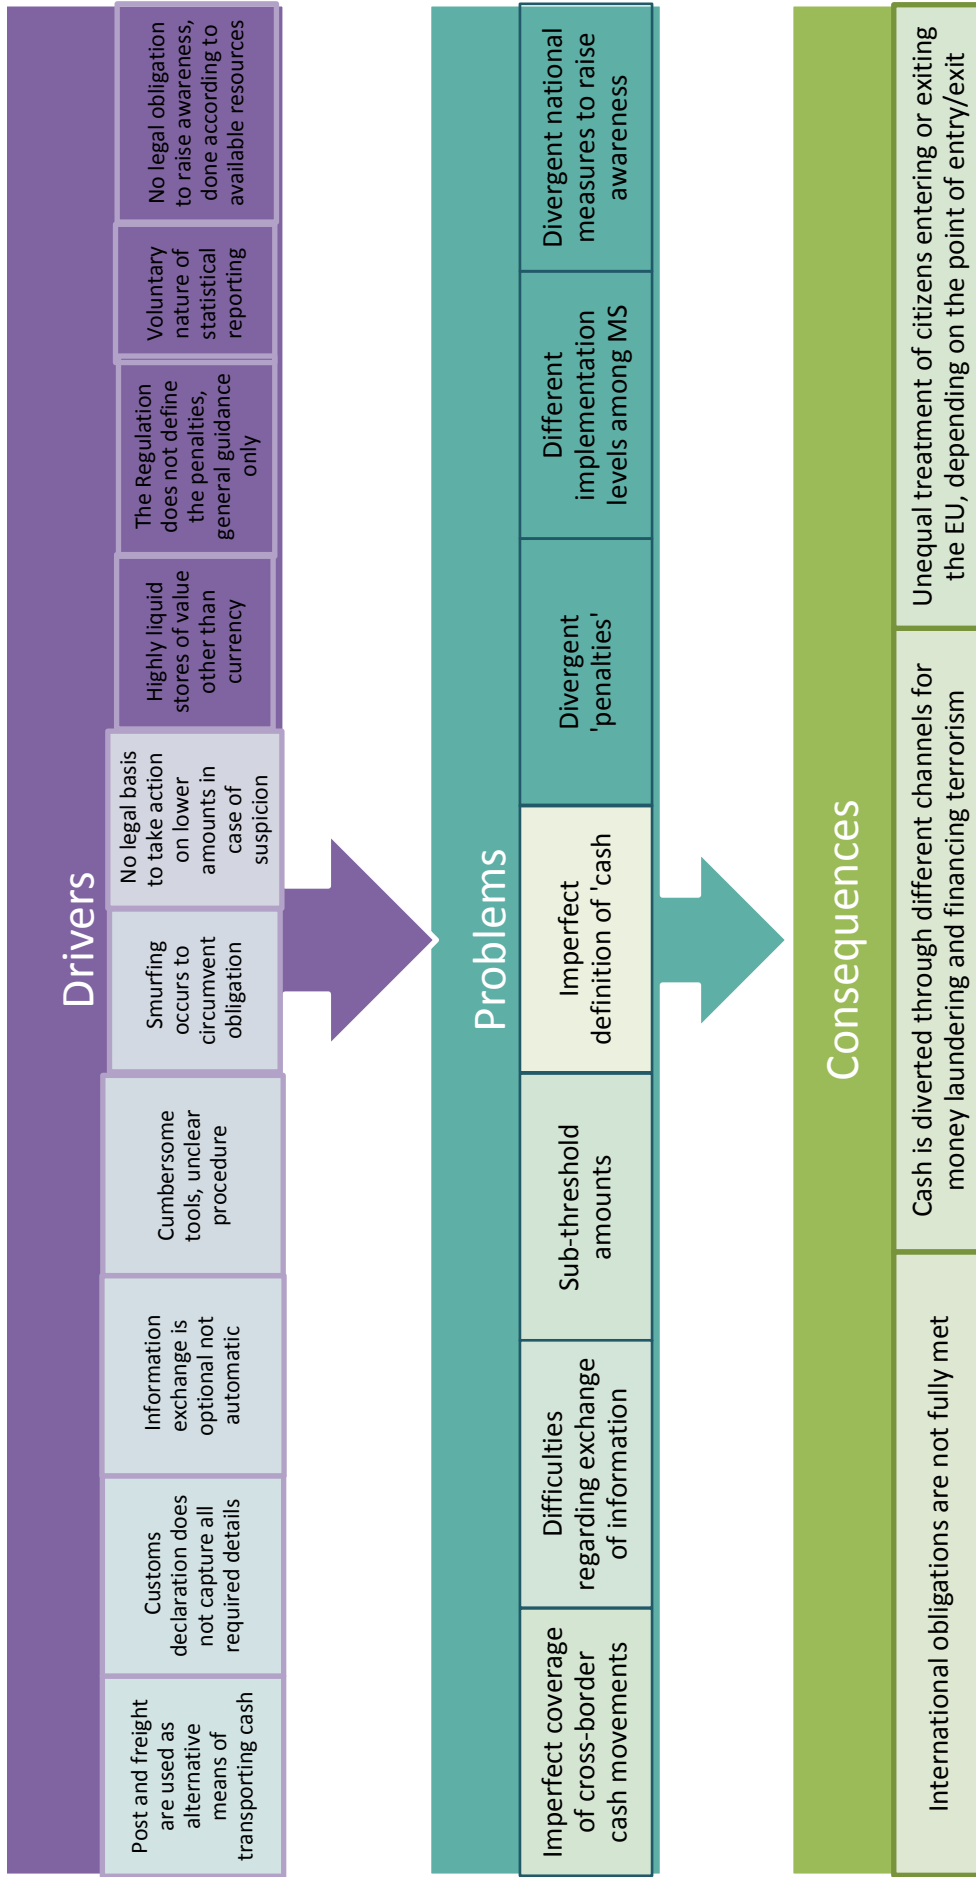 Drivers
Post and freight
are used as
alternative
means of
transporting cash
Customs
declaration does
not capture all
required details
Information
exchange is
optional not
automatic
Cumbersome
tools, unclear
procedure
Smurfing
occurs to
circumvent
obligation
No legal basis
to take action
on lower
amounts in
case of
suspicion
Highly liquid
stores of value
other than
currency
The Regulation
does not define
the penalties,
general guidance
only
Voluntary
nature of
statistical
reporting
No legal obligation
to raise awareness,
done according to
available resources
Problems
Imperfect coverage
of cross-border
cash movements
Difficulties
regarding exchange
of information
Sub-threshold
amounts
Imperfect
definition of 'cash
Divergent
'penalties'
Different
implementation
levels among MS
Divergent national
measures to raise
awareness
Consequences
International obligations are not fully met
Cash is diverted through different channels for
money laundering and financing terrorism
Unequal treatment of citizens entering or exiting
the EU, depending on the point of entry/exit